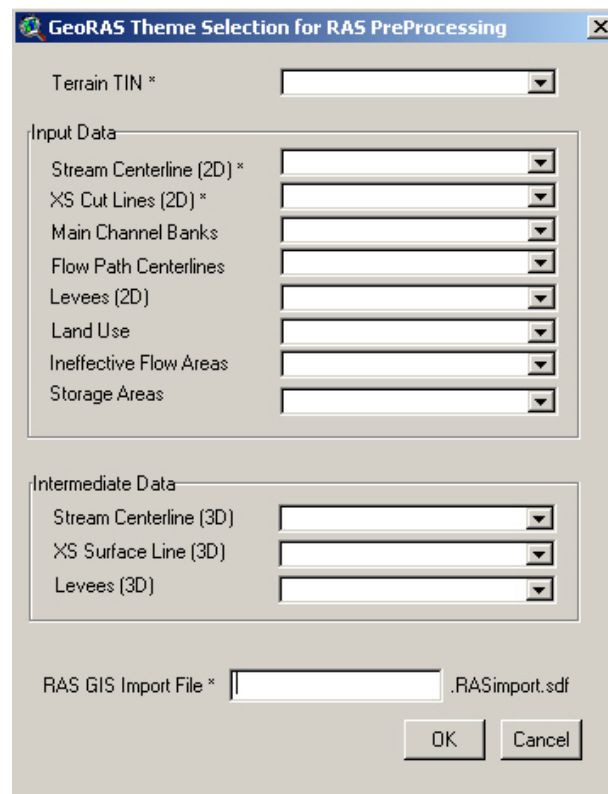 GeoRAS Theme Selection for RAS PreProcessing
Terrain TIN *
Input Data
Stream Centerline (2D) *
XS Cut Lines (2D) *
Main Channel Banks
Flow Path Centerlines
Levees (2D)
Land Use
Ineffective Flow Areas
Storage Areas
Intermediate Data
Stream Centerline (3D)
XS Surface Line (3D)
Levees (3D)
RAS GIS Import File * .RASimport.sdf
OK Cancel